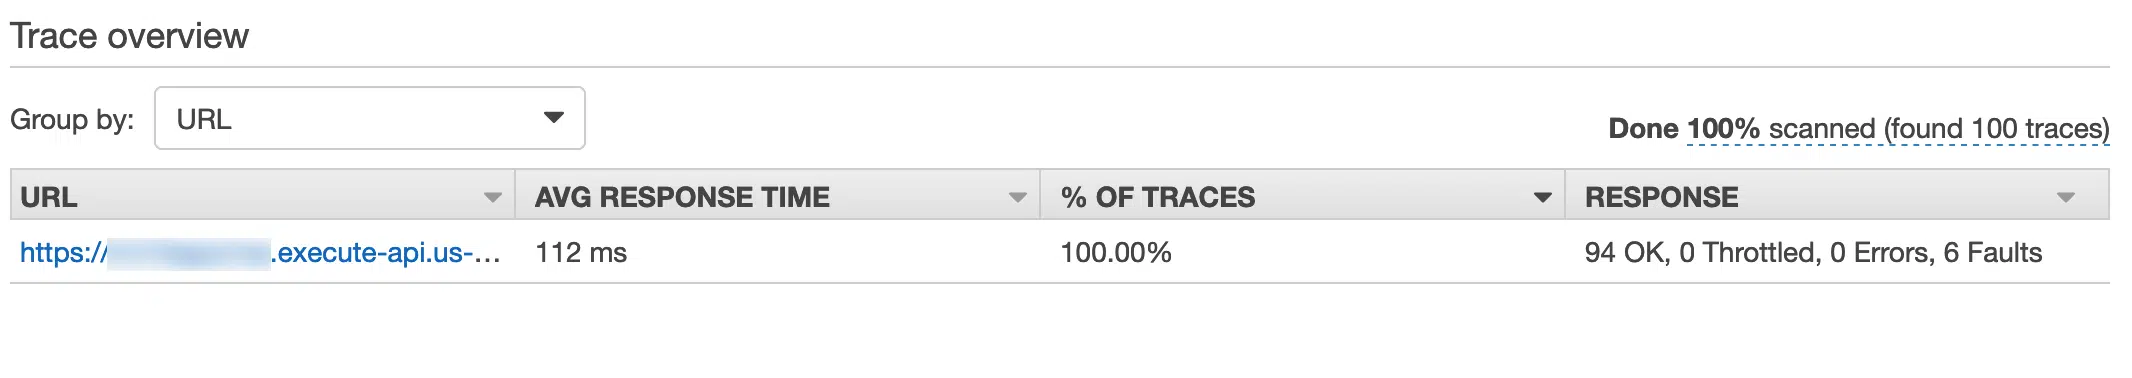 Trace overview
Group by: URL
Done 100% scanned (found 100 traces)
URL AVG RESPONSE TIME % OF TRACES RESPONSE
https:// .execute-api.us-... 112 ms 100.00% 94 OK, 0 Throttled, 0 Errors, 6 Faults